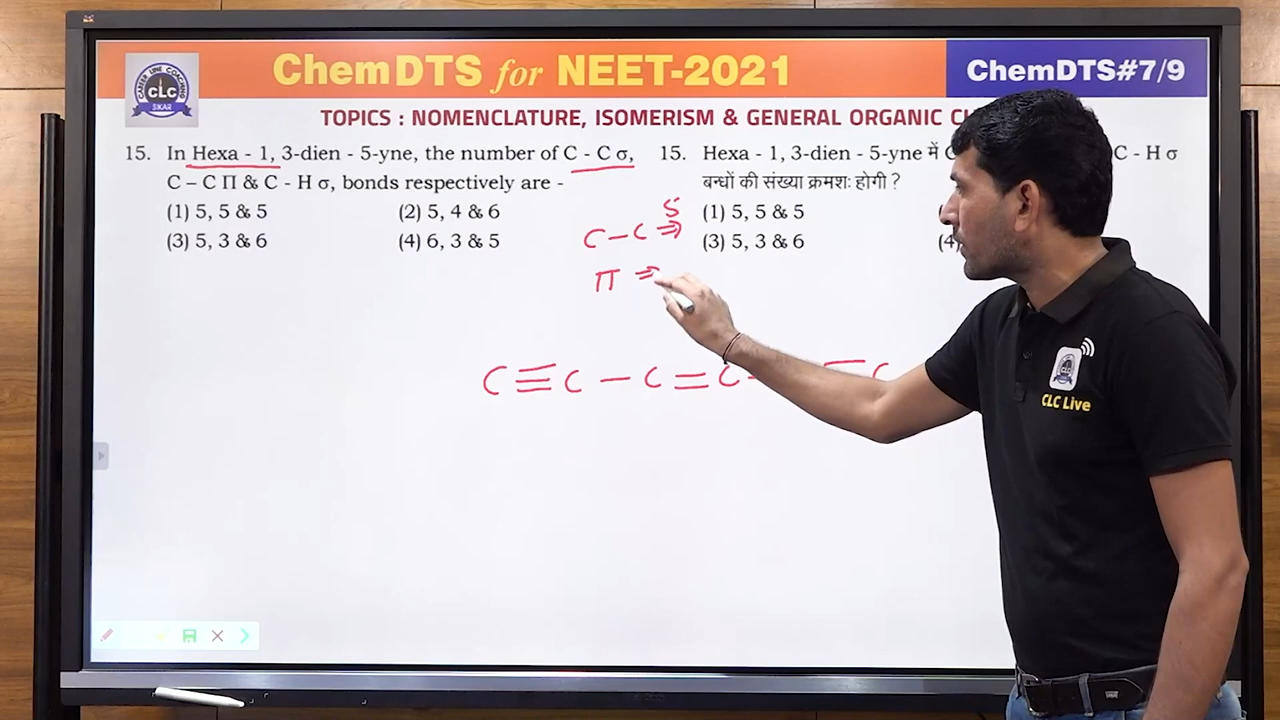 ChemDTS for NEET-2021
ChemDTS#7/9
CAREER LINE COACHING
CLC
SIKAR
TOPICS : NOMENCLATURE, ISOMERISM & GENERAL ORGANIC
15. In Hexa - 1, 3-dien - 5-yne, the number of C - C σ,
C – C Π & C - H σ, bonds respectively are -
(1) 5, 5 & 5
(2) 5, 4 & 6
(3) 5, 3 & 6
(4) 6, 3 & 5
15. Hexa - 1, 3-dien - 5-yne में C - H σ
बन्धों की संख्या क्रमशः होगी ?
(1) 5, 5 & 5
(3) 5, 3 & 6
(4)
C – C ⇒ 5
Π ⇒
C ≡ C – C = C – = C
CLC
CLC Live